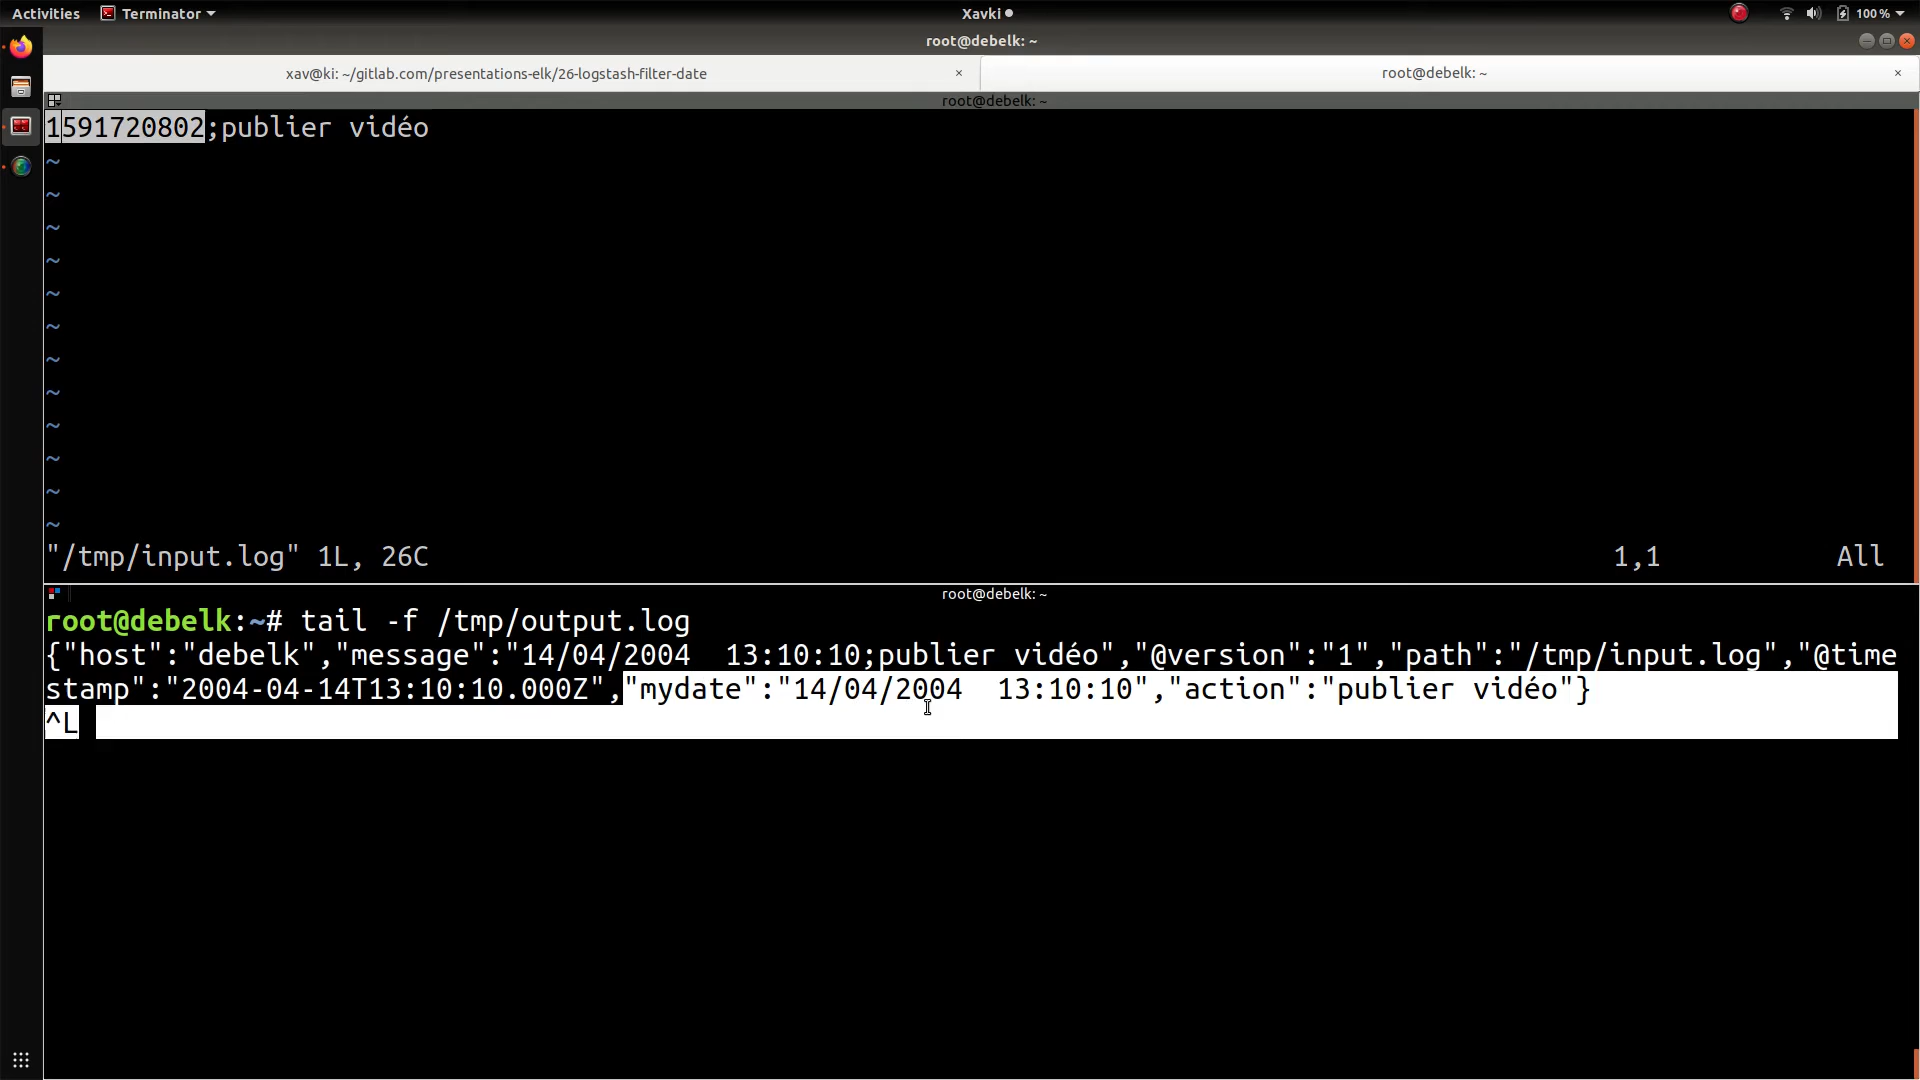 Activities Terminator Xavki 100 %
root@debelk: ~
xav@ki: ~/gitlab.com/presentations-elk/26-logstash-filter-date × root@debelk: ~ ×
root@debelk: ~
1591720802;publier vidéo
~
~
~
~
~
~
~
~
~
~
~
~
"/tmp/input.log" 1L, 26C 1,1 All
root@debelk: ~
root@debelk:~# tail -f /tmp/output.log
{"host":"debelk","message":"14/04/2004  13:10:10;publier vidéo","@version":"1","path":"/tmp/input.log","@time
stamp":"2004-04-14T13:10:10.000Z","mydate":"14/04/2004  13:10:10","action":"publier vidéo"}
^L